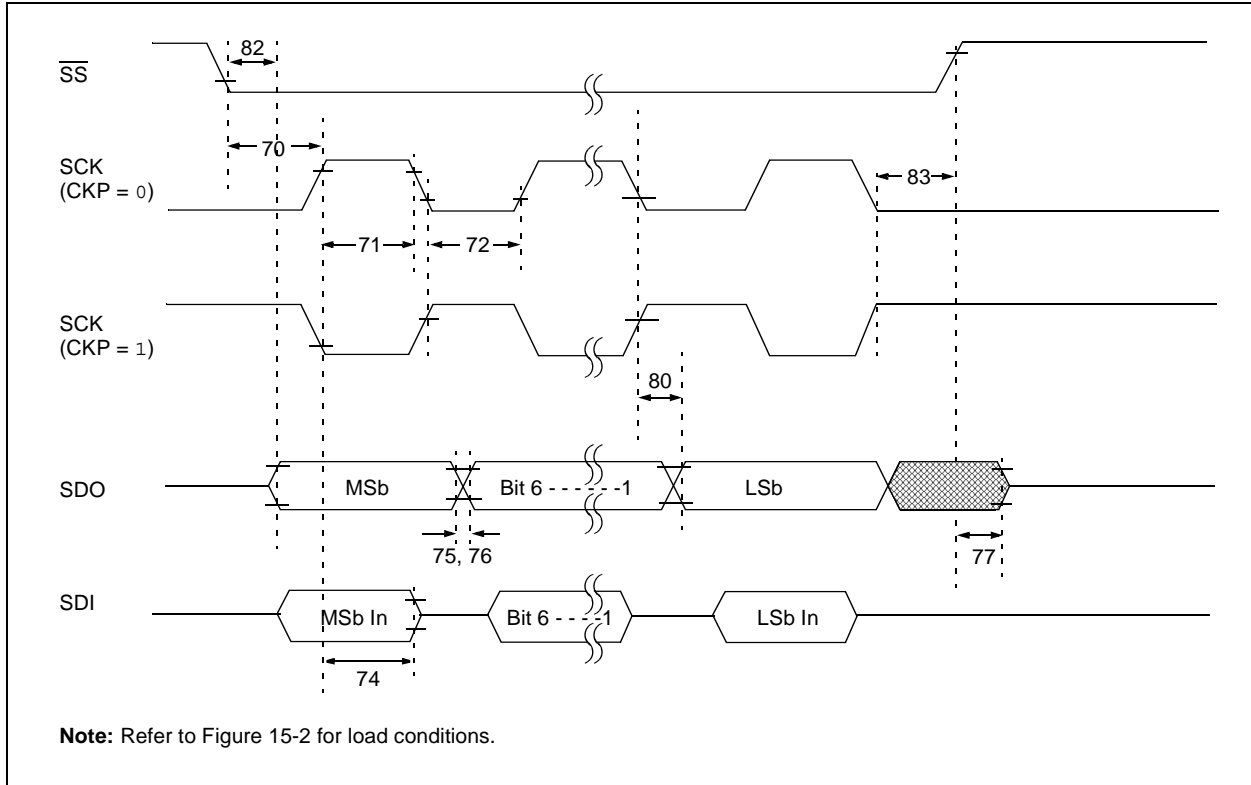 82
SS
70
SCK
(CKP = 0)
83
71
72
SCK
(CKP = 1)
80
SDO
MSb
Bit 6 - - - - - -1
LSb
75, 76
77
SDI
MSb In
Bit 6 - - - -1
LSb In
74
Note: Refer to Figure 15-2 for load conditions.